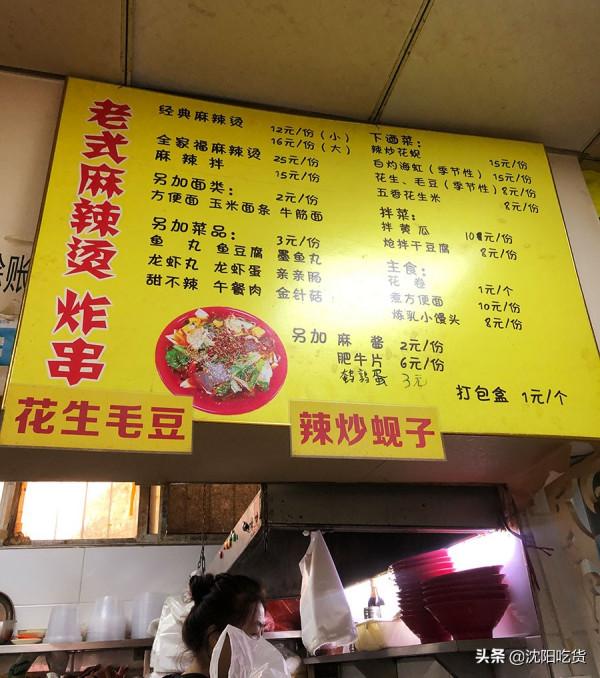 老式麻辣烫 炸串
经典麻辣烫
12元/份（小）
16元/份（大）
全家福麻辣烫 25元/份
麻辣拌 15元/份
另加面类： 2元/份
方便面 玉米面条 牛筋面
另加菜品： 3元/份
鱼丸 鱼豆腐 墨鱼丸
龙虾丸 龙虾蛋 亲亲肠
甜不辣 午餐肉 金针菇
下酒菜：
辣炒花蚬 15元/份
白灼海虹（季节性） 15元/份
花生、毛豆（季节性） 8元/份
五香花生米 8元/份
拌菜：
拌黄瓜 10元/份
炝拌干豆腐 8元/份
主食：
花卷 1元/个
煮方便面 10元/份
炼乳小馒头 8元/份
另加 麻酱 2元/份
肥牛片 6元/份
鹌鹑蛋 3元
打包盒 1元/个
花生毛豆
辣炒蚬子
头条 @沈阳吃货